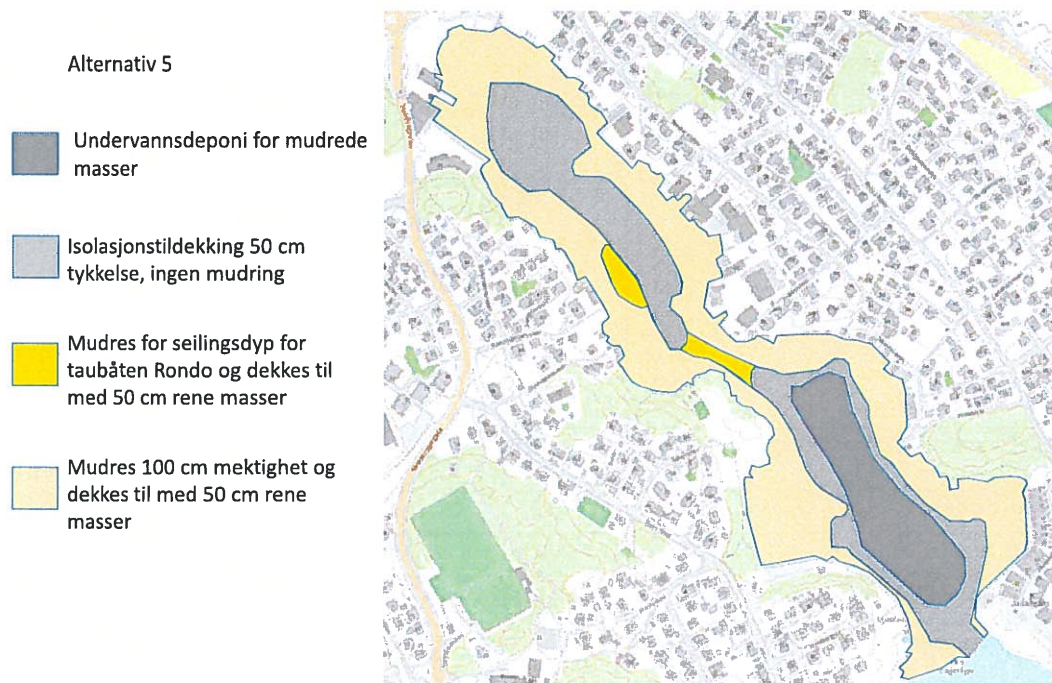 Alternativ 5
Undervannsdeponi for mudrede
masser
Isolasjonstildekking 50 cm
tykkelse, ingen mudring
Mudres for seilingsdyp for
taubåten Rondo og dekkes til
med 50 cm rene masser
Mudres 100 cm mektighet og
dekkes til med 50 cm rene
masser